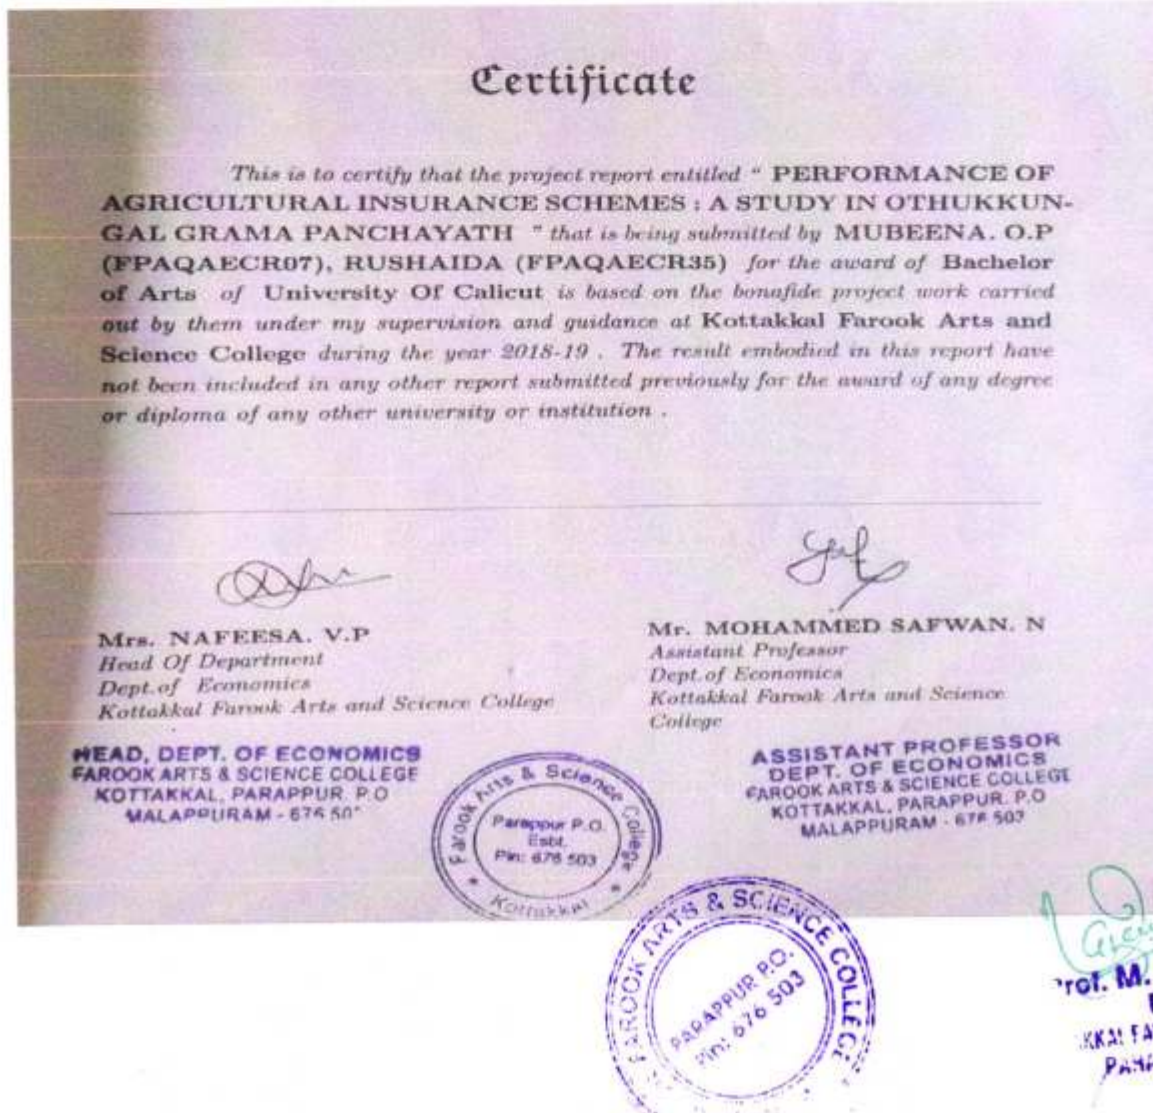 Certificate
This is to certify that the project report entitled " PERFORMANCE OF
AGRICULTURAL INSURANCE SCHEMES : A STUDY IN OTHUKKUN-
GAL GRAMA PANCHAYATH " that is being submitted by MUBEENA. O.P
(FPAQAECR07), RUSHAIDA (FPAQAECR35) for the award of Bachelor
of Arts of University Of Calicut is based on the bonafide project work carried
out by them under my supervision and guidance at Kottakkal Farook Arts and
Science College during the year 2018-19 . The result embodied in this report have
not been included in any other report submitted previously for the award of any degree
or diploma of any other university or institution .
Mrs. NAFEESA. V.P
Head Of Department
Dept.of Economics
Kottakkal Farook Arts and Science College
Mr. MOHAMMED SAFWAN. N
Assistant Professor
Dept.of Economics
Kottakkal Farook Arts and Science
College
HEAD, DEPT. OF ECONOMICS
FAROOK ARTS & SCIENCE COLLEGE
KOTTAKKAL, PARAPPUR P.O
MALAPPURAM - 676 50
Farook Arts & Science College
Parappur P.O.
Estt.
Pin: 676 503
Kottakkal
ASSISTANT PROFESSOR
DEPT. OF ECONOMICS
FAROOK ARTS & SCIENCE COLLEGE
KOTTAKKAL, PARAPPUR. P.O
MALAPPURAM - 676 503
FAROOK ARTS & SCIENCE COLLEGE
PARAPPUR P.O.
Pin: 676 503
rof. M.